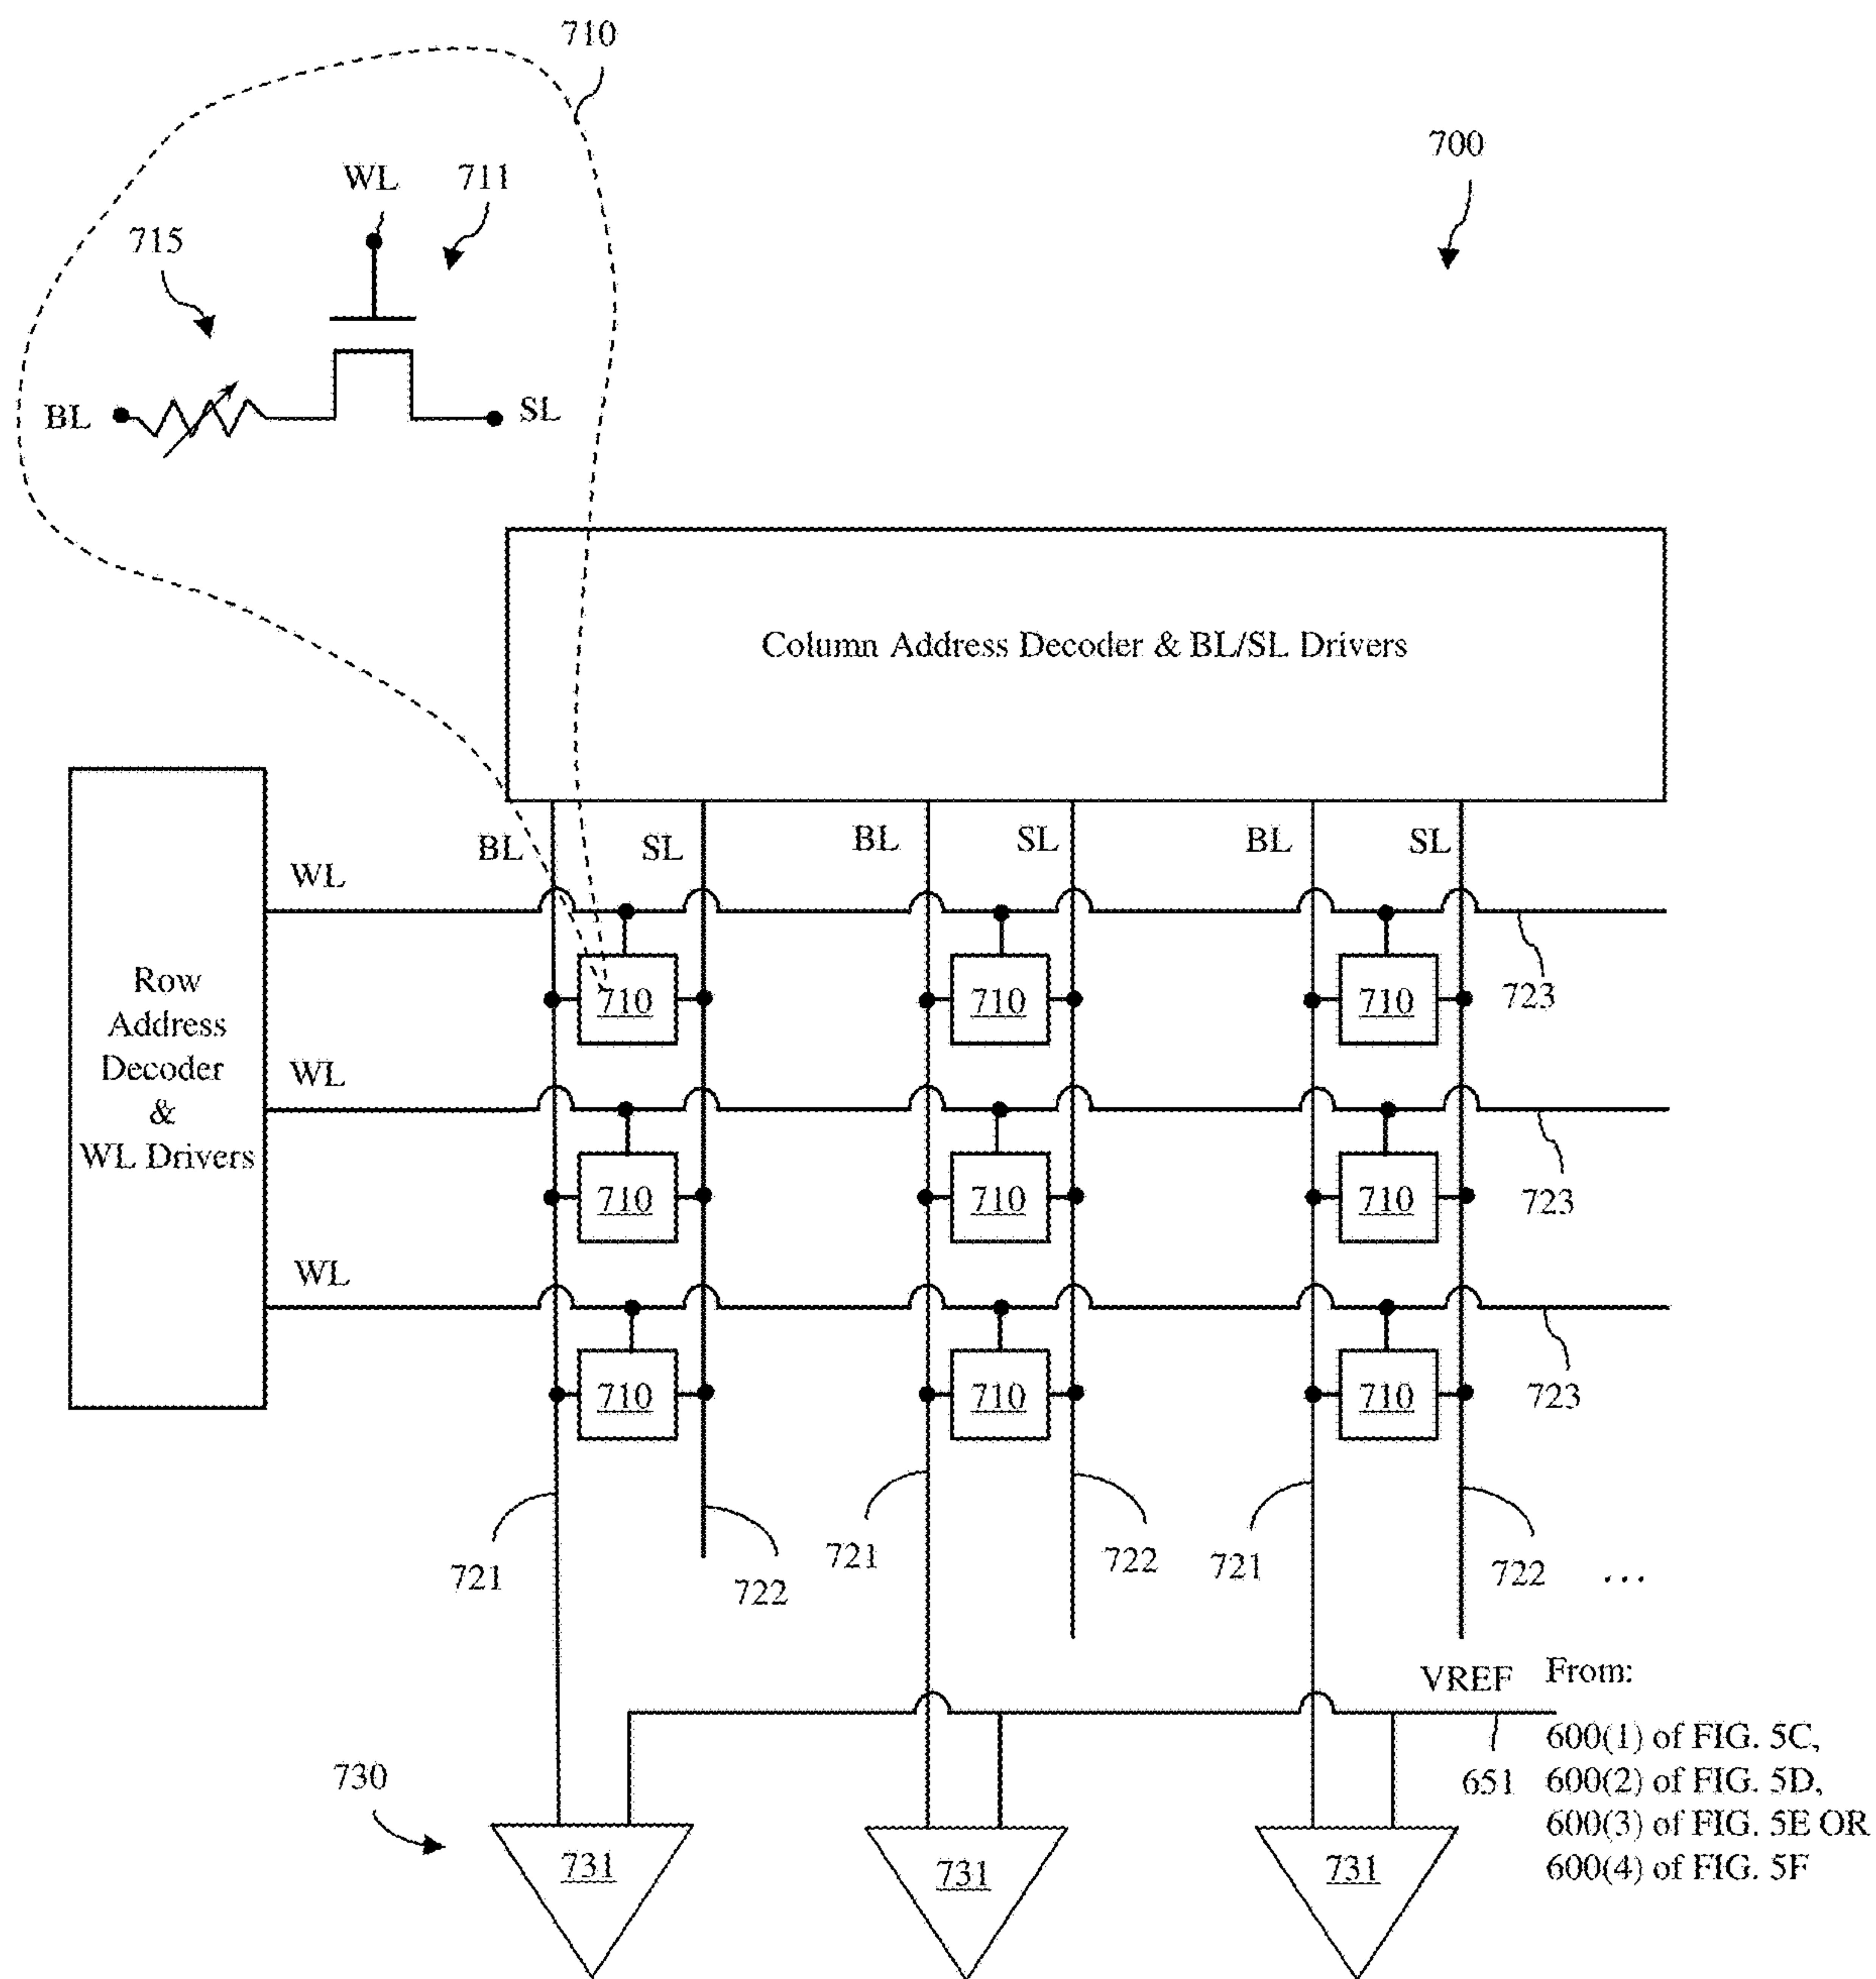 710
700
WL
711
715
BL
SL
Column Address Decoder & BL/SL Drivers
BL
SL
BL
SL
BL
SL
WL
Row
Address
Decoder
&
WL Drivers
710
710
710
723
WL
710
710
710
723
WL
710
710
710
723
721
722
721
722
721
722
...
VREF
From:
600(1) of FIG. 5C,
600(2) of FIG. 5D,
600(3) of FIG. 5E OR
600(4) of FIG. 5F
651
730
731
731
731